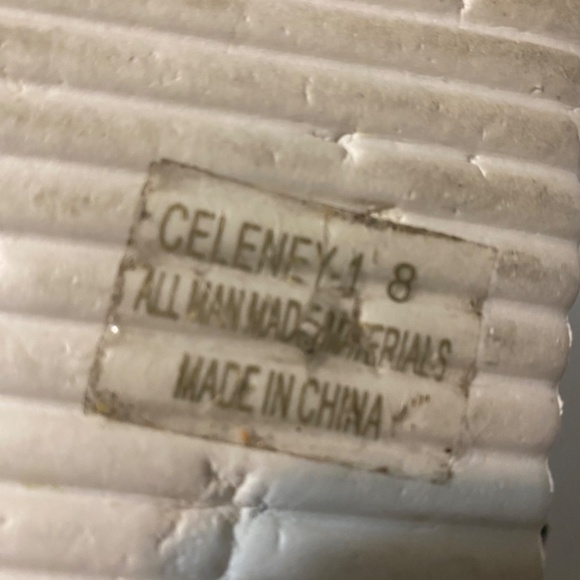 CELENEY-1 8
ALL MAN MADE MATERIALS
MADE IN CHINA